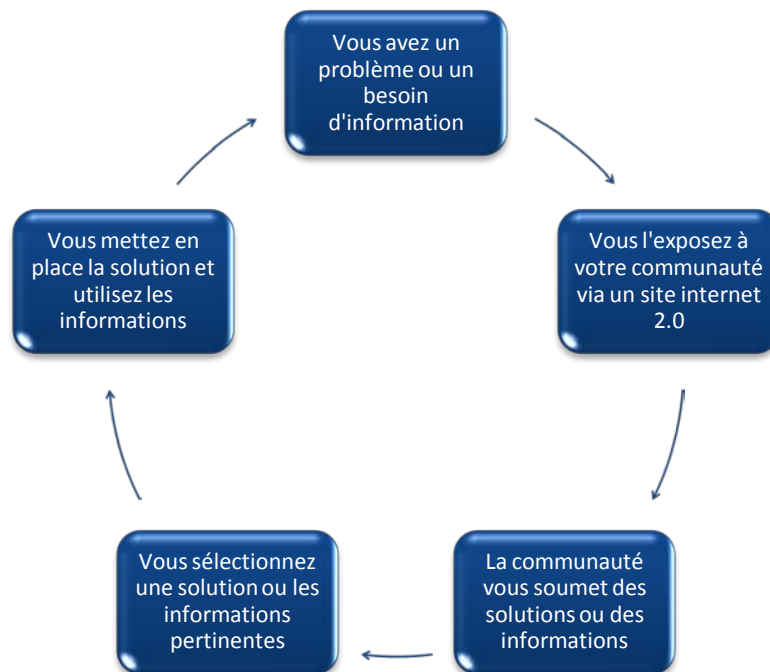 Vous avez un
problème ou un
besoin
d'information
Vous l'exposez à
votre communauté
via un site internet
2.0
La communauté
vous soumet des
solutions ou des
informations
Vous sélectionnez
une solution ou les
informations
pertinentes
Vous mettez en
place la solution et
utilisez les
informations